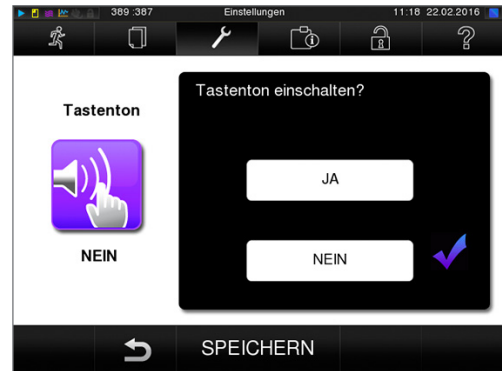 389 :387 Einstellungen 11:18 22.02.2016
Tastenton
NEIN
Tastenton einschalten?
JA
NEIN
SPEICHERN